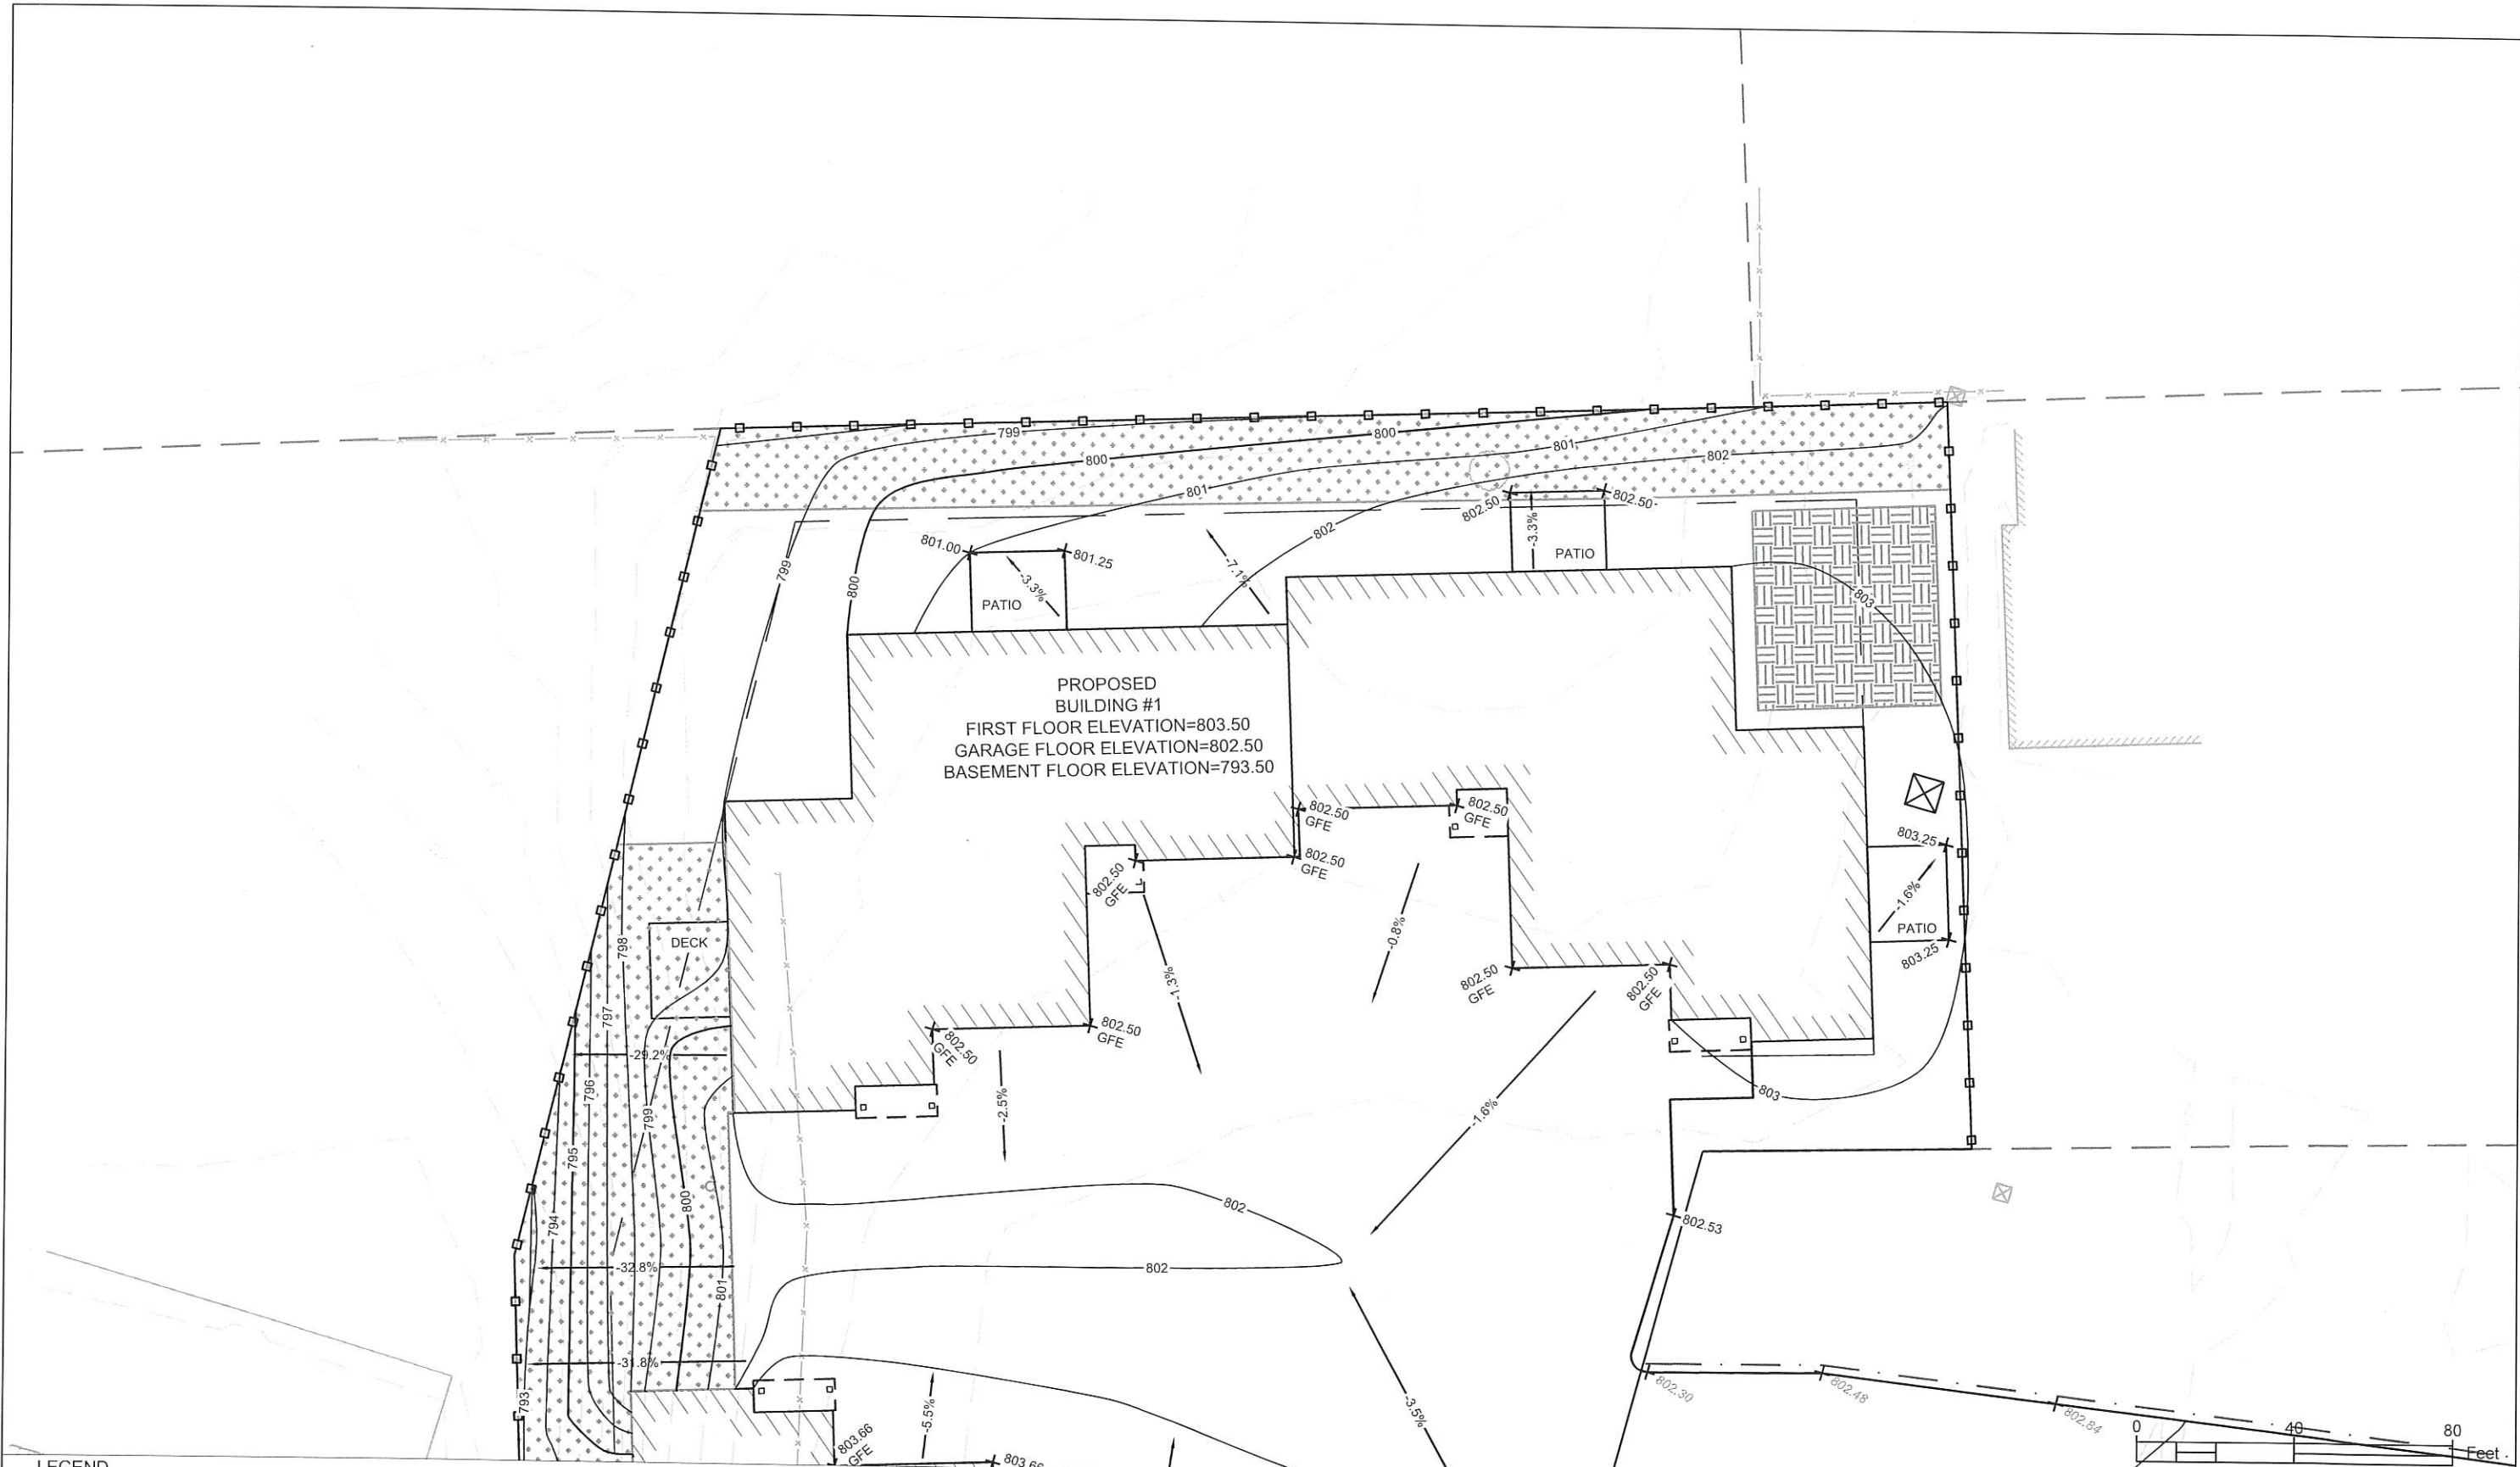 799
800
800
801
801
802
802
802.50
802.50
-3.3%
PATIO
801.00
801.25
-3.3%
PATIO
-7.1%
799
800
803
PROPOSED
BUILDING #1
FIRST FLOOR ELEVATION=803.50
GARAGE FLOOR ELEVATION=802.50
BASEMENT FLOOR ELEVATION=793.50
802.50
GFE
802.50
GFE
802.50
GFE
802.50
GFE
803.25
-1.6%
PATIO
803.25
DECK
798
797
796
795
794
793
799
800
801
-29.2%
-32.8%
-31.8%
-1.3%
-0.8%
802.50
GFE
802.50
GFE
802.50
GFE
802.50
GFE
-2.5%
-1.6%
803
802
802
802.53
-3.5%
-5.5%
803.66
GFE
803.66
802.30
802.48
802.84
0 40 80
Feet
LEGEND